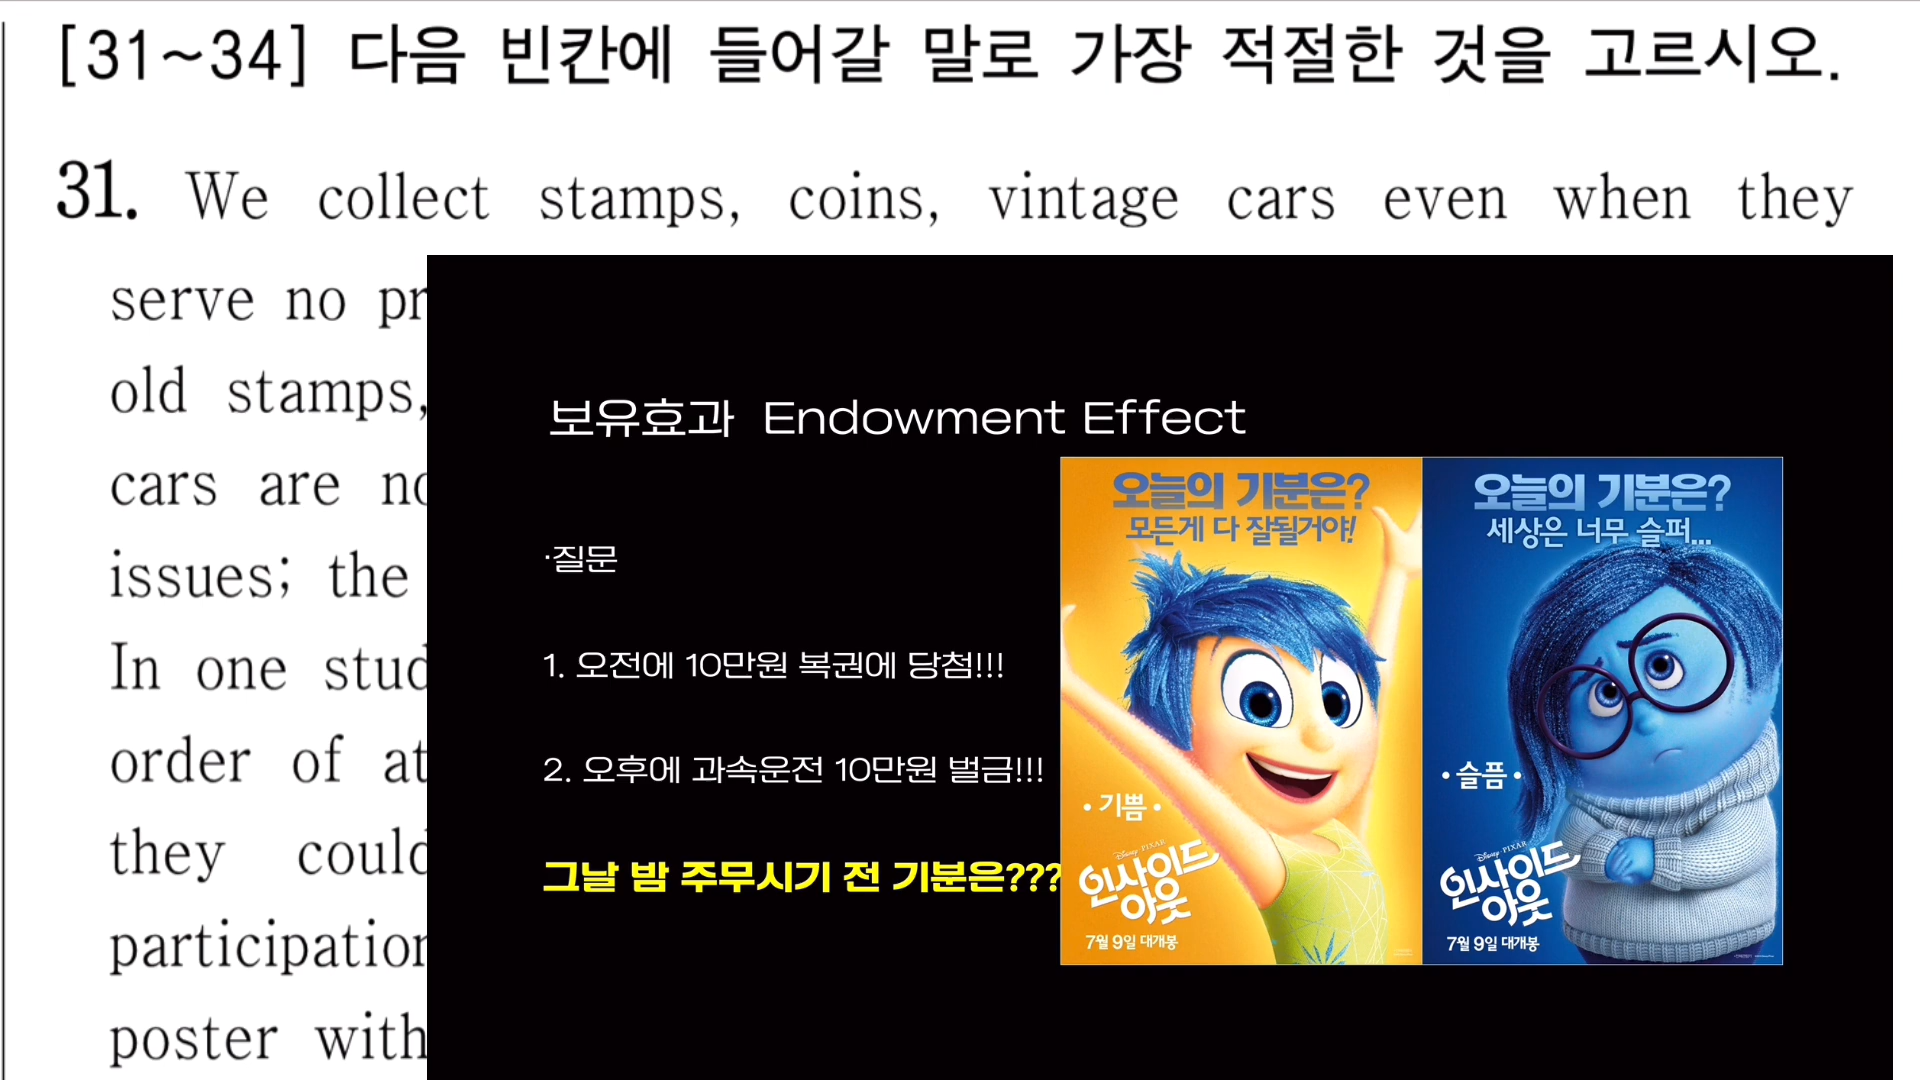 [31~34] 다음 빈칸에 들어갈 말로 가장 적절한 것을 고르시오.
31. We collect stamps, coins, vintage cars even when they
serve no
old stamps,
cars are
issues; the
In one
order of
they
poster with
보유효과 Endowment Effect
·질문
1. 오전에 10만원 복권에 당첨!!!
2. 오후에 과속운전 10만원 벌금!!!
그날 밤 주무시기 전 기분은???
오늘의 기분은?
모든게 다 잘될거야!
•기쁨•
Disney PIXAR
인사이드
아웃
7월 9일 대개봉
오늘의 기분은?
세상은 너무 슬퍼...
•슬픔•
Disney PIXAR
인사이드
아웃
7월 9일 대개봉